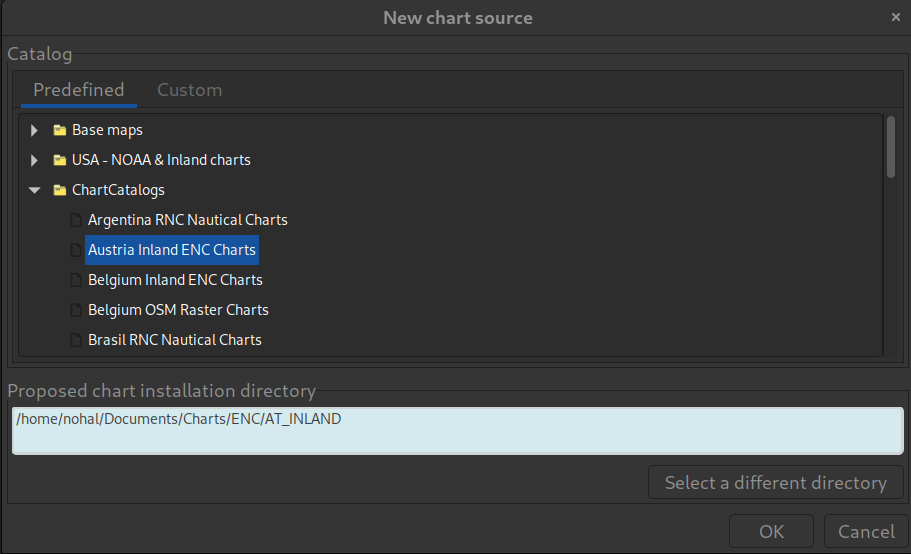 New chart source
Catalog
Predefined Custom
Base maps
USA - NOAA & Inland charts
ChartCatalogs
Argentina RNC Nautical Charts
Austria Inland ENC Charts
Belgium Inland ENC Charts
Belgium OSM Raster Charts
Brasil RNC Nautical Charts
Proposed chart installation directory
/home/nohal/Documents/Charts/ENC/AT_INLAND
Select a different directory
OK Cancel